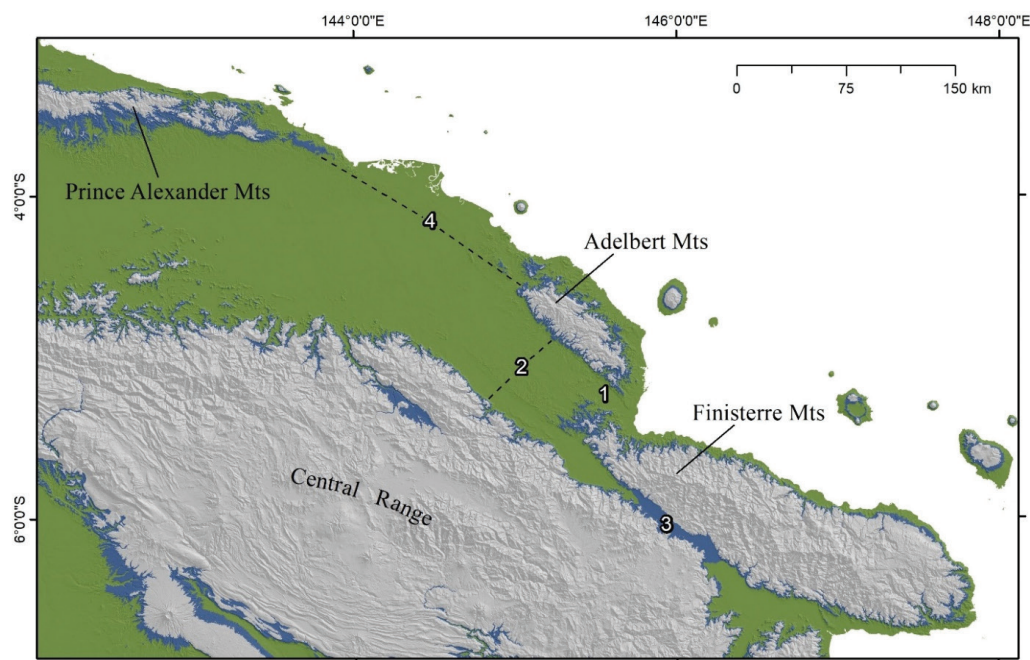 144°0'0"E
146°0'0"E
148°0'0"E
0
75
150 km
Prince Alexander Mts
4°0'0"S
4
Adelbert Mts
2
1
Finisterre Mts
Central Range
6°0'0"S
3